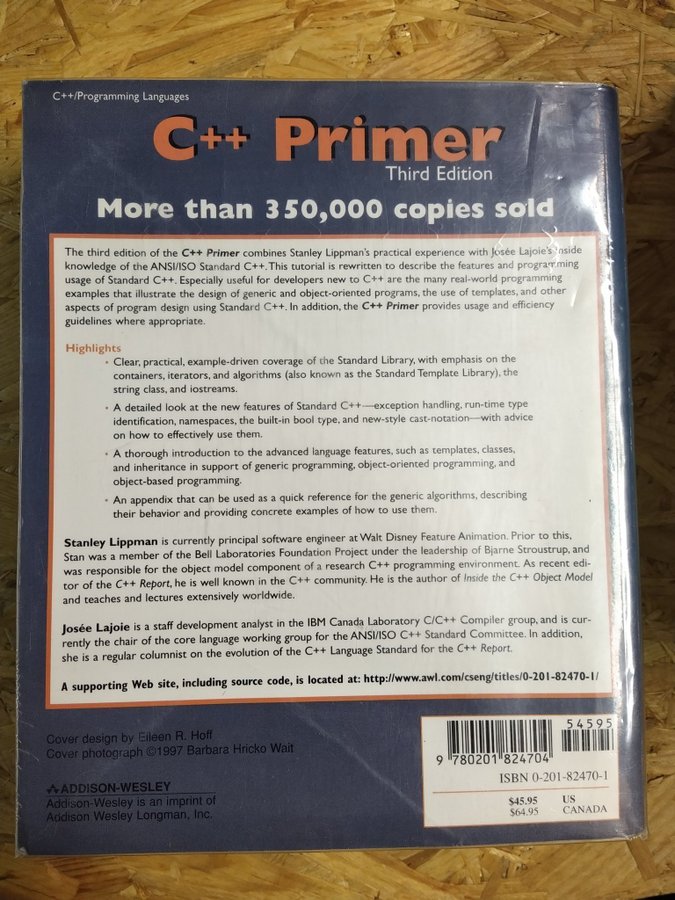 C++/Programming Languages
C++ Primer
Third Edition
More than 350,000 copies sold
The third edition of the C++ Primer combines Stanley Lippman's practical experience with Josée Lajoie's inside
knowledge of the ANSI/ISO Standard C++. This tutorial is rewritten to describe the features and programming
usage of Standard C++. Especially useful for developers new to C++ are the many real-world programming
examples that illustrate the design of generic and object-oriented programs, the use of templates, and other
aspects of program design using Standard C++. In addition, the C++ Primer provides usage and efficiency
guidelines where appropriate.
Highlights
• Clear, practical, example-driven coverage of the Standard Library, with emphasis on the
containers, iterators, and algorithms (also known as the Standard Template Library), the
string class, and iostreams.
• A detailed look at the new features of Standard C++—exception handling, run-time type
identification, namespaces, the built-in bool type, and new-style cast-notation—with advice
on how to effectively use them.
• A thorough introduction to the advanced language features, such as templates, classes,
and inheritance in support of generic programming, object-oriented programming, and
object-based programming.
• An appendix that can be used as a quick reference for the generic algorithms, describing
their behavior and providing concrete examples of how to use them.
Stanley Lippman is currently principal software engineer at Walt Disney Feature Animation. Prior to this,
Stan was a member of the Bell Laboratories Foundation Project under the leadership of Bjarne Stroustrup, and
was responsible for the object model component of a research C++ programming environment. As recent edi-
tor of the C++ Report, he is well known in the C++ community. He is the author of Inside the C++ Object Model
and teaches and lectures extensively worldwide.
Josée Lajoie is a staff development analyst in the IBM Canada Laboratory C/C++ Compiler group, and is cur-
rently the chair of the core language working group for the ANSI/ISO C++ Standard Committee. In addition,
she is a regular columnist on the evolution of the C++ Language Standard for the C++ Report.
A supporting Web site, including source code, is located at: http://www.awl.com/cseng/titles/0-201-82470-1/
Cover design by Eileen R. Hoff
Cover photograph ©1997 Barbara Hricko Wait
ADDISON-WESLEY
Addison-Wesley is an imprint of
Addison Wesley Longman, Inc.
54595
9 780201 824704
ISBN 0-201-82470-1
$45.95 US
$64.95 CANADA